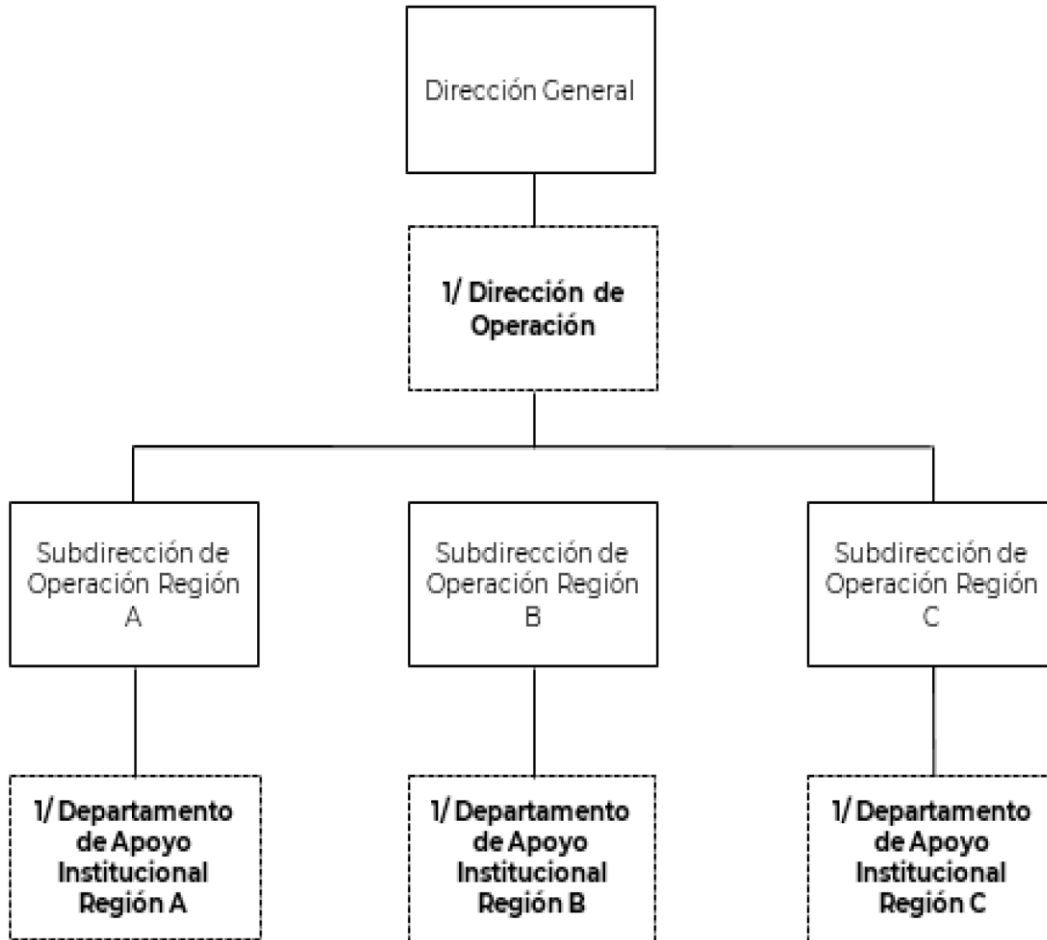 Dirección General
1/ Dirección de
Operación
Subdirección de
Operación Región
A
Subdirección de
Operación Región
B
Subdirección de
Operación Región
C
1/ Departamento
de Apoyo
Institucional
Región A
1/ Departamento
de Apoyo
Institucional
Región B
1/ Departamento
de Apoyo
Institucional
Región C